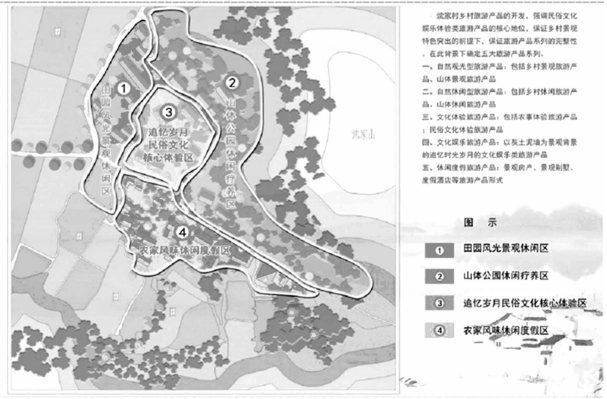 浣底村乡村旅游产品的开发，强调民俗文化
娱乐体验类旅游产品的核心地位，保证乡村景观
特色突出的前提下，保证旅游产品系列的完整性
，在此背景下确定五大旅游产品系列。
一、自然观光型旅游产品：包括乡村景观旅游产
品、山体景观旅游产品
二、自然休闲型旅游产品：包括乡村休闲旅游产
品、山体休闲旅游产品
三、文化体验旅游产品：包括农事体验旅游产品
；民俗文化体验旅游产品
四、文化娱乐旅游产品：以灰土泥墙为景观背景
的追忆时光岁月的文化娱乐类旅游产品
五、休闲度假旅游产品：景观房产、景观别墅、
度假酒店等旅游产品形式
①
田园风光景观休闲区
②
山体公园休闲疗养区
③
追忆岁月
民俗文化
核心体验区
④
农家风味休闲度假区
图 示
① 田园风光景观休闲区
② 山体公园休闲疗养区
③ 追忆岁月民俗文化核心体验区
④ 农家风味休闲度假区